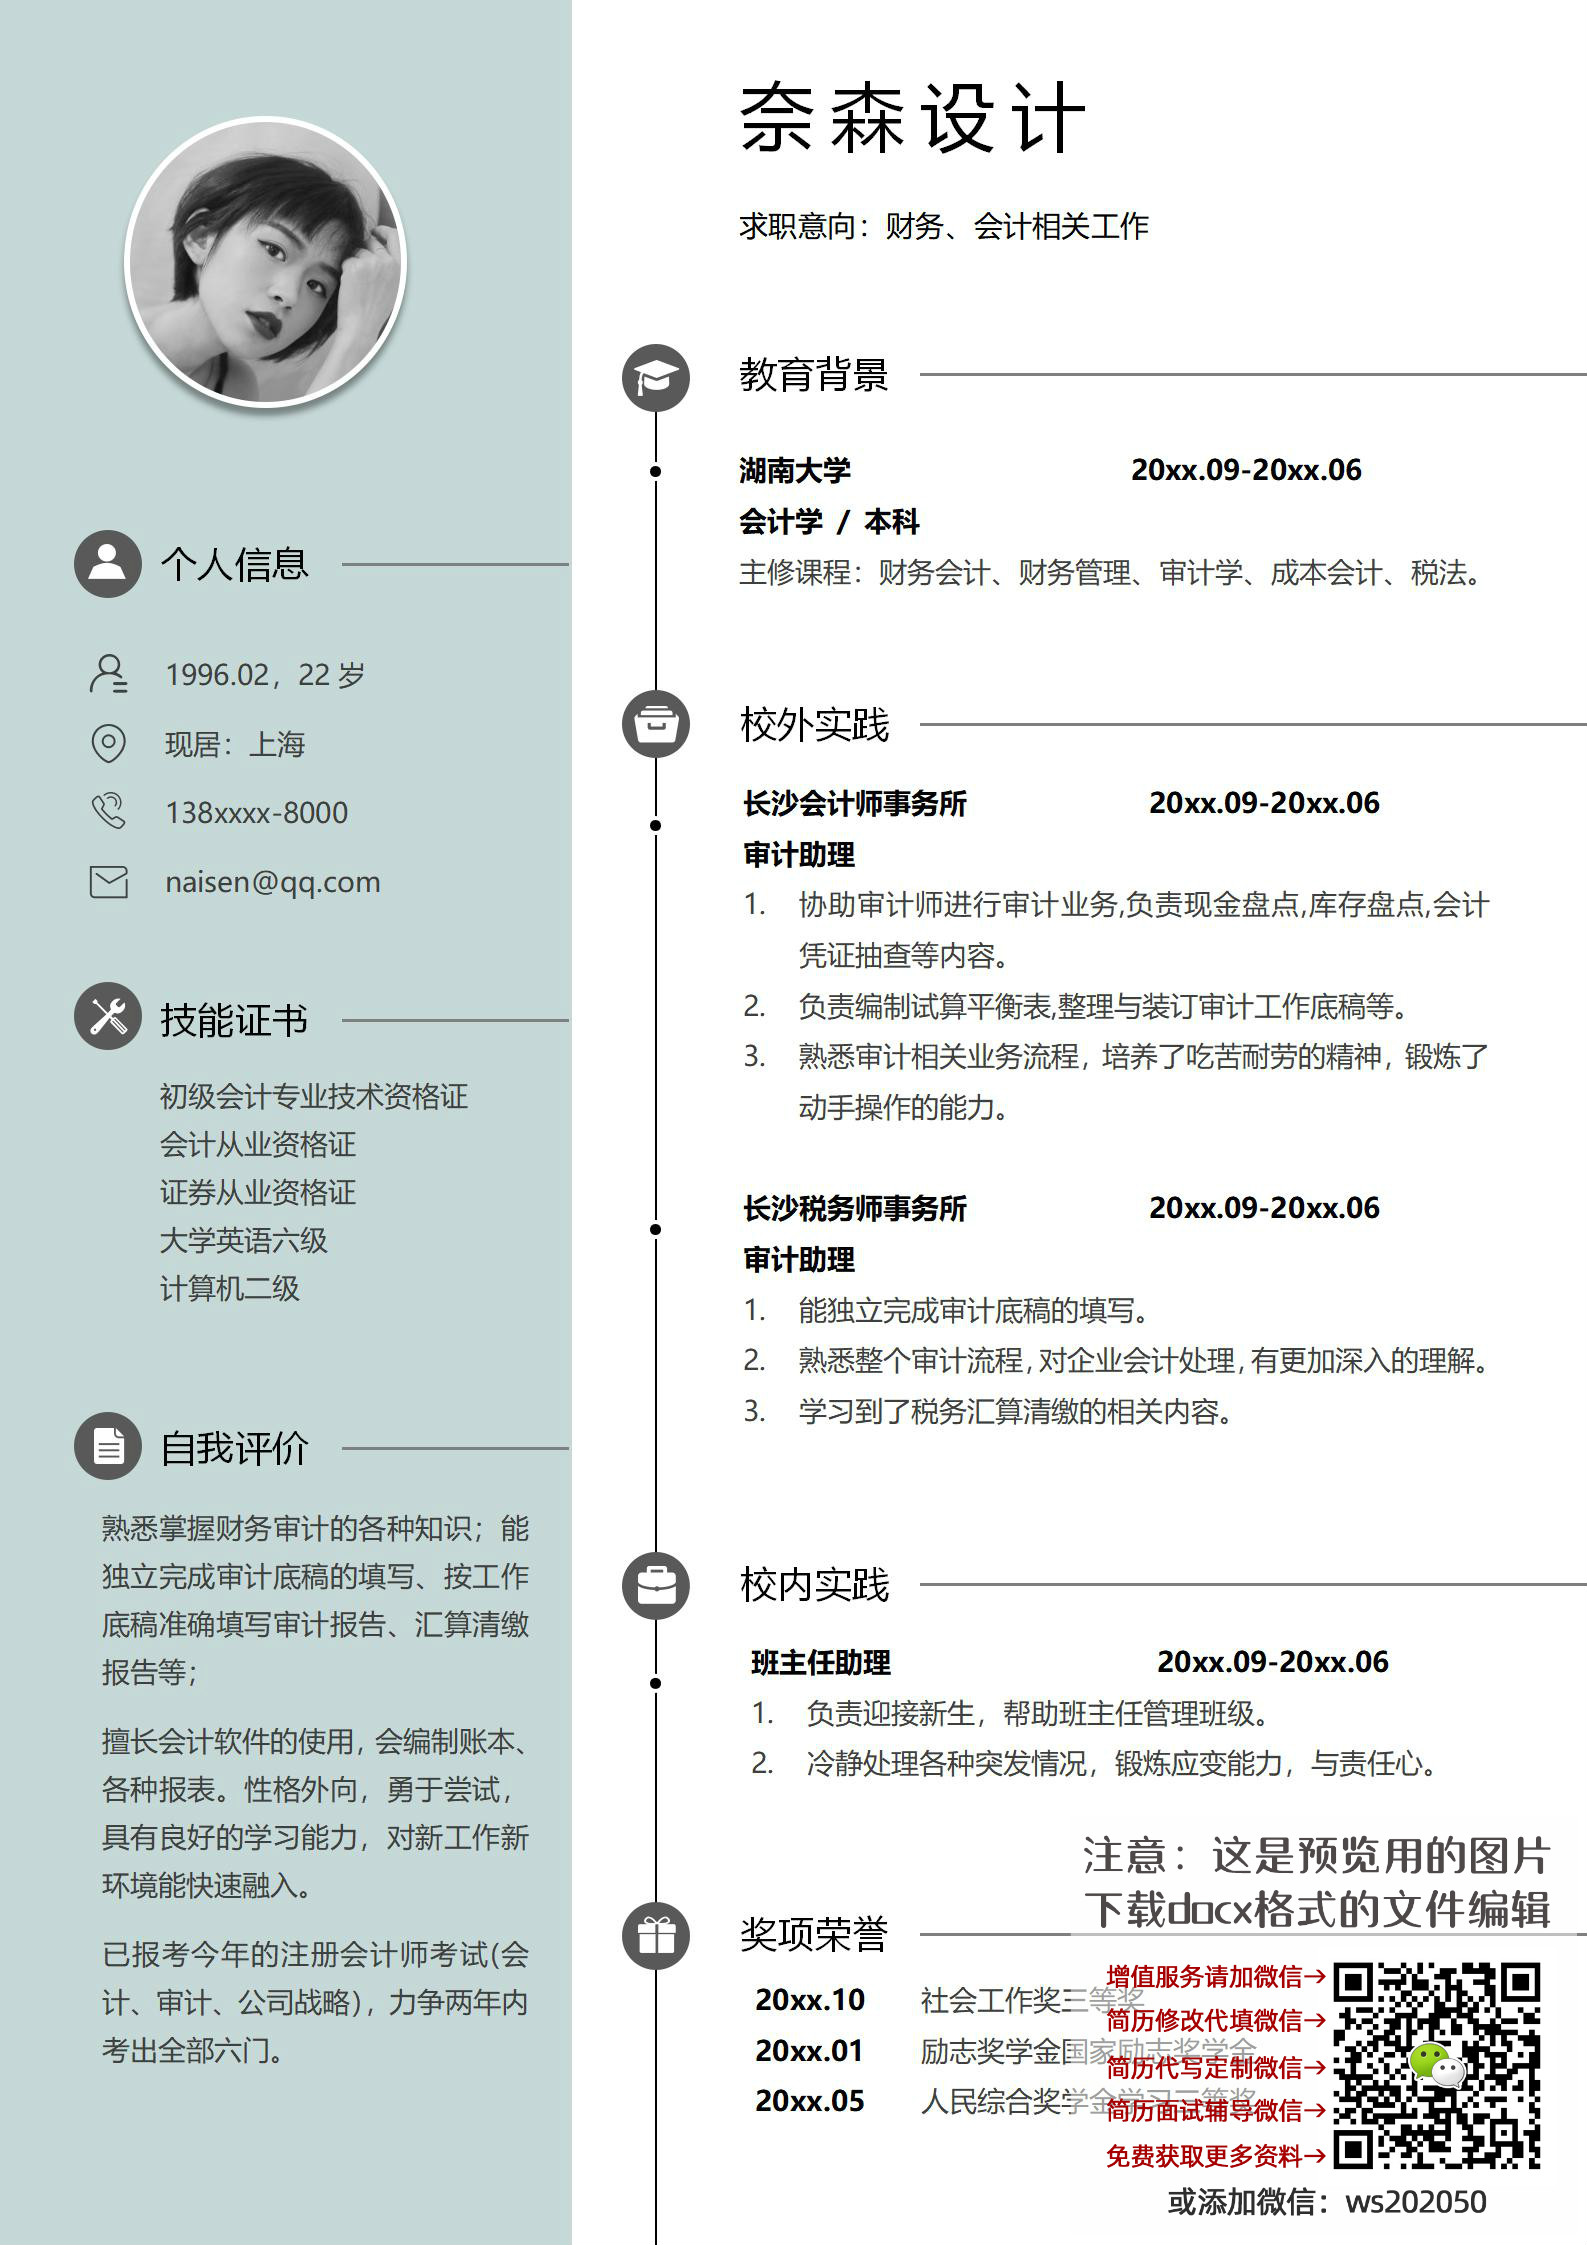 奈森设计
求职意向：财务、会计相关工作
个人信息
1996.02，22 岁
现居：上海
138xxxx-8000
naisen@qq.com
技能证书
初级会计专业技术资格证
会计从业资格证
证券从业资格证
大学英语六级
计算机二级
自我评价
熟悉掌握财务审计的各种知识；能
独立完成审计底稿的填写、按工作
底稿准确填写审计报告、汇算清缴
报告等；
擅长会计软件的使用，会编制账本、
各种报表。性格外向，勇于尝试，
具有良好的学习能力，对新工作新
环境能快速融入。
已报考今年的注册会计师考试(会
计、审计、公司战略)，力争两年内
考出全部六门。
教育背景
湖南大学 20xx.09-20xx.06
会计学 / 本科
主修课程：财务会计、财务管理、审计学、成本会计、税法。
校外实践
长沙会计师事务所 20xx.09-20xx.06
审计助理
1. 协助审计师进行审计业务,负责现金盘点,库存盘点,会计
凭证抽查等内容。
2. 负责编制试算平衡表,整理与装订审计工作底稿等。
3. 熟悉审计相关业务流程，培养了吃苦耐劳的精神，锻炼了
动手操作的能力。
长沙税务师事务所 20xx.09-20xx.06
审计助理
1. 能独立完成审计底稿的填写。
2. 熟悉整个审计流程，对企业会计处理，有更加深入的理解。
3. 学习到了税务汇算清缴的相关内容。
校内实践
班主任助理 20xx.09-20xx.06
1. 负责迎接新生，帮助班主任管理班级。
2. 冷静处理各种突发情况，锻炼应变能力，与责任心。
奖项荣誉
20xx.10 社会工作奖三等奖
20xx.01 励志奖学金国家励志奖学金
20xx.05 人民综合奖学金学习三等奖
注意：这是预览用的图片
下载docx格式的文件编辑
增值服务请加微信→
简历修改代填微信→
简历代写定制微信→
简历面试辅导微信→
免费获取更多资料→
或添加微信：ws202050